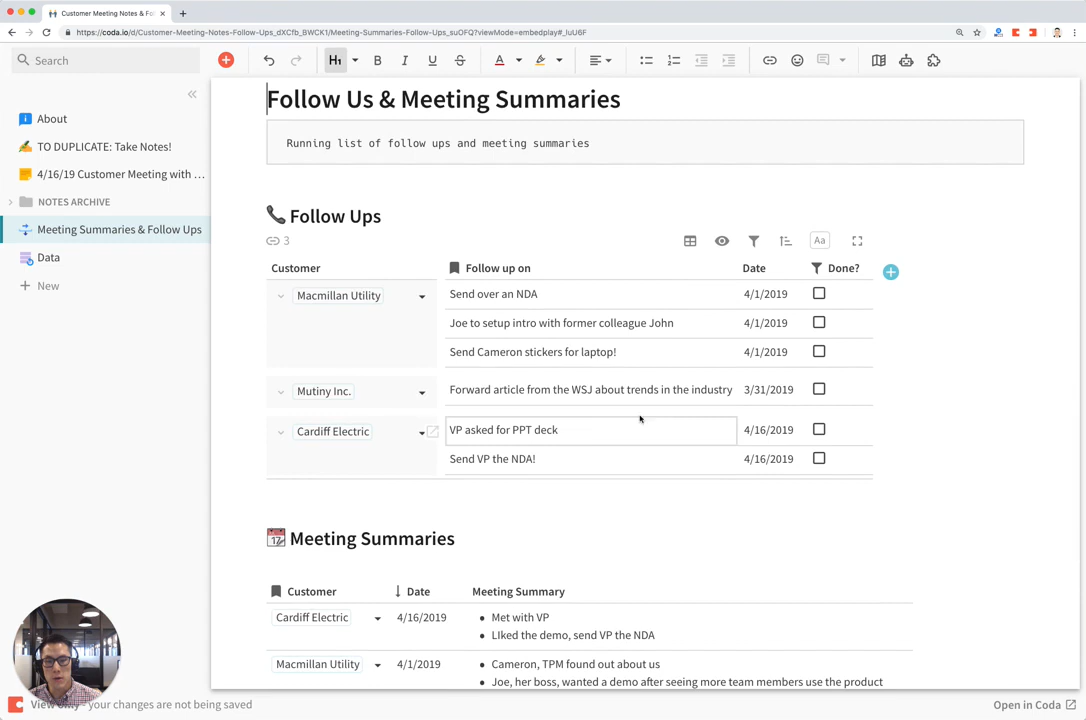 Customer Meeting Notes & Fo
https://coda.io/d/Customer-Meeting-Notes-Follow-Ups_dXCfb_BWCK1/Meeting-Summaries-Follow-Ups_suOFQ?viewMode=embedplay#_luU6F
Search
H1
B
I
U
S
A
About
TO DUPLICATE: Take Notes!
4/16/19 Customer Meeting with ...
NOTES ARCHIVE
Meeting Summaries & Follow Ups
Data
New
Follow Us & Meeting Summaries
Running list of follow ups and meeting summaries
Follow Ups
3
Aa
Customer Follow up on Date Done?
Macmillan Utility Send over an NDA 4/1/2019
Joe to setup intro with former colleague John 4/1/2019
Send Cameron stickers for laptop! 4/1/2019
Mutiny Inc. Forward article from the WSJ about trends in the industry 3/31/2019
Cardiff Electric VP asked for PPT deck 4/16/2019
Send VP the NDA! 4/16/2019
17 Meeting Summaries
Customer Date Meeting Summary
Cardiff Electric 4/16/2019 • Met with VP
• LIked the demo, send VP the NDA
Macmillan Utility 4/1/2019 • Cameron, TPM found out about us
• Joe, her boss, wanted a demo after seeing more team members use the product
View only - your changes are not being saved
Open in Coda